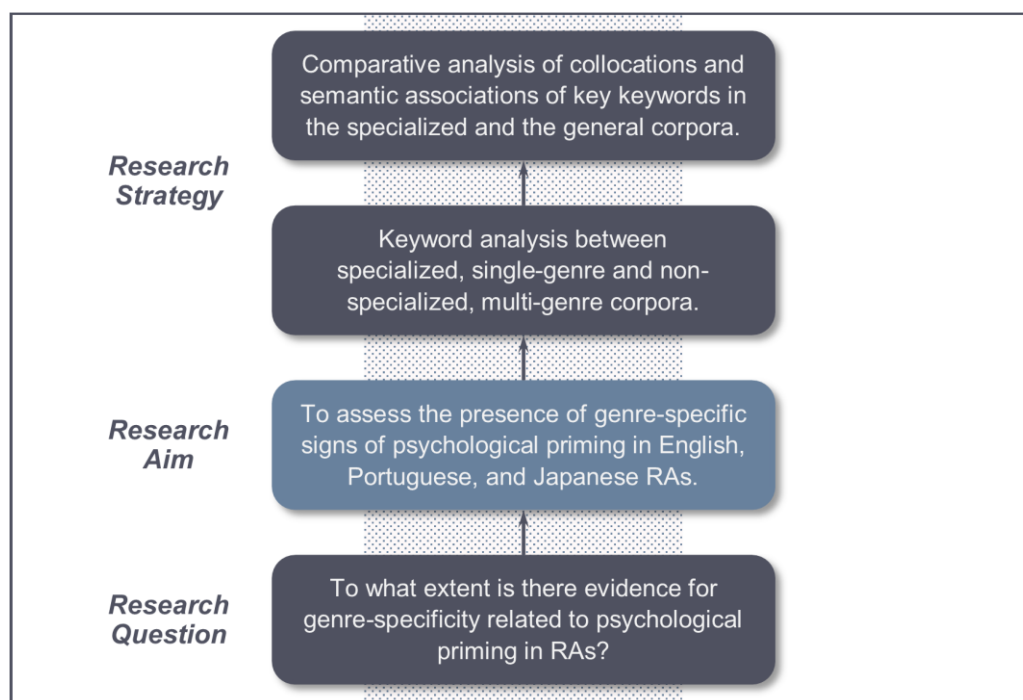 Comparative analysis of collocations and
semantic associations of key keywords in
the specialized and the general corpora.
Research
Strategy
Keyword analysis between
specialized, single-genre and non-
specialized, multi-genre corpora.
Research
Aim
To assess the presence of genre-specific
signs of psychological priming in English,
Portuguese, and Japanese RAs.
Research
Question
To what extent is there evidence for
genre-specificity related to psychological
priming in RAs?